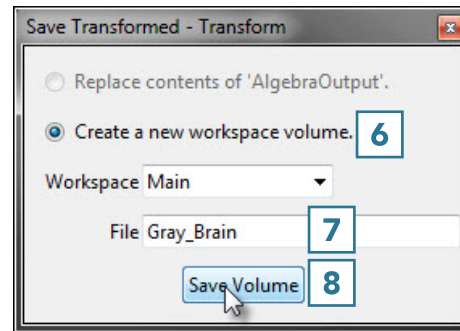 Save Transformed - Transform
Replace contents of 'AlgebraOutput'.
Create a new workspace volume. 6
Workspace Main
File Gray_Brain 7
Save Volume 8